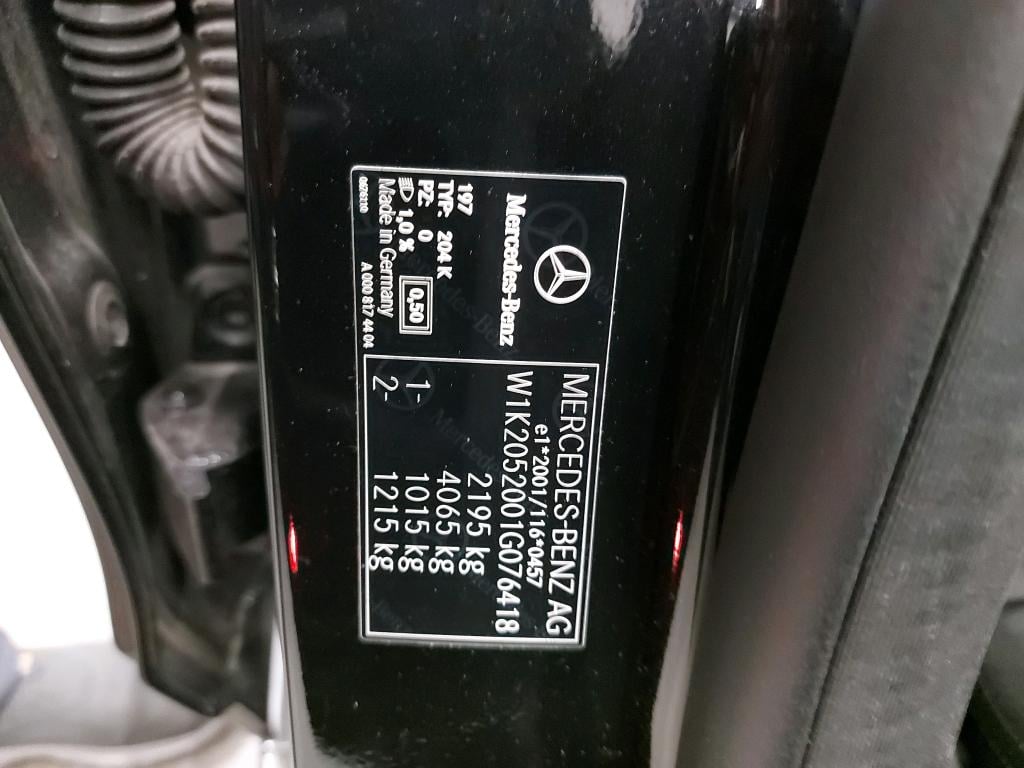 Mercedes-Benz
197
TYP: 204 K
PZ: 0
1,0 %
0,50
Made in Germany
0076110
A 000 817 44 04
MERCEDES-BENZ AG
e1*2001/116*0457
W1K2052001G076418
2195 kg
4065 kg
1- 1015 kg
2- 1215 kg